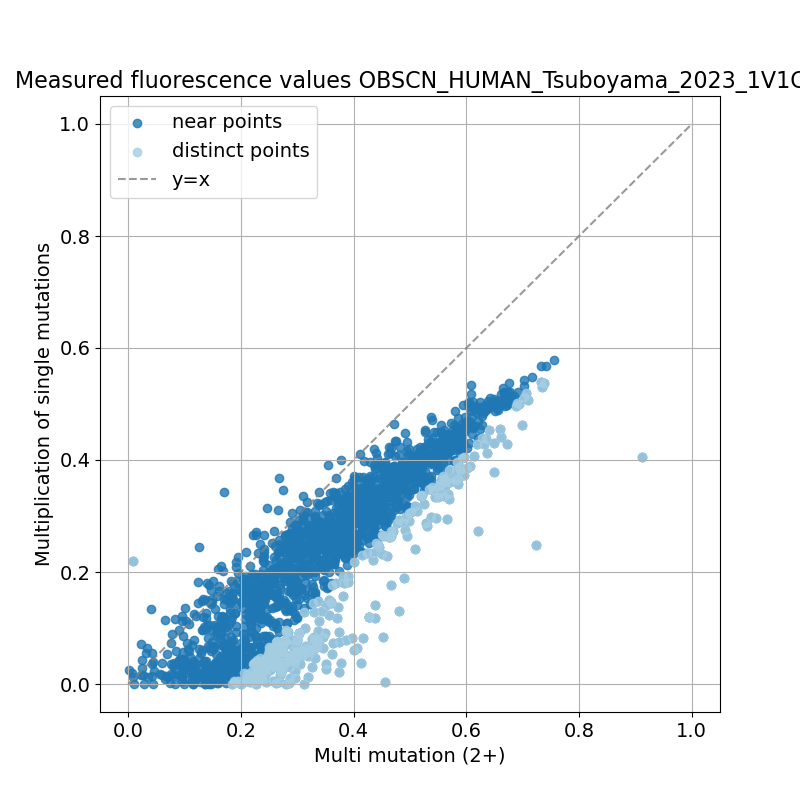 Measured fluorescence values OBSCN_HUMAN_Tsuboyama_2023_1V1C
near points
distinct points
y=x
1.0
0.8
0.6
0.4
0.2
0.0
Multiplication of single mutations
0.0 0.2 0.4 0.6 0.8 1.0
Multi mutation (2+)